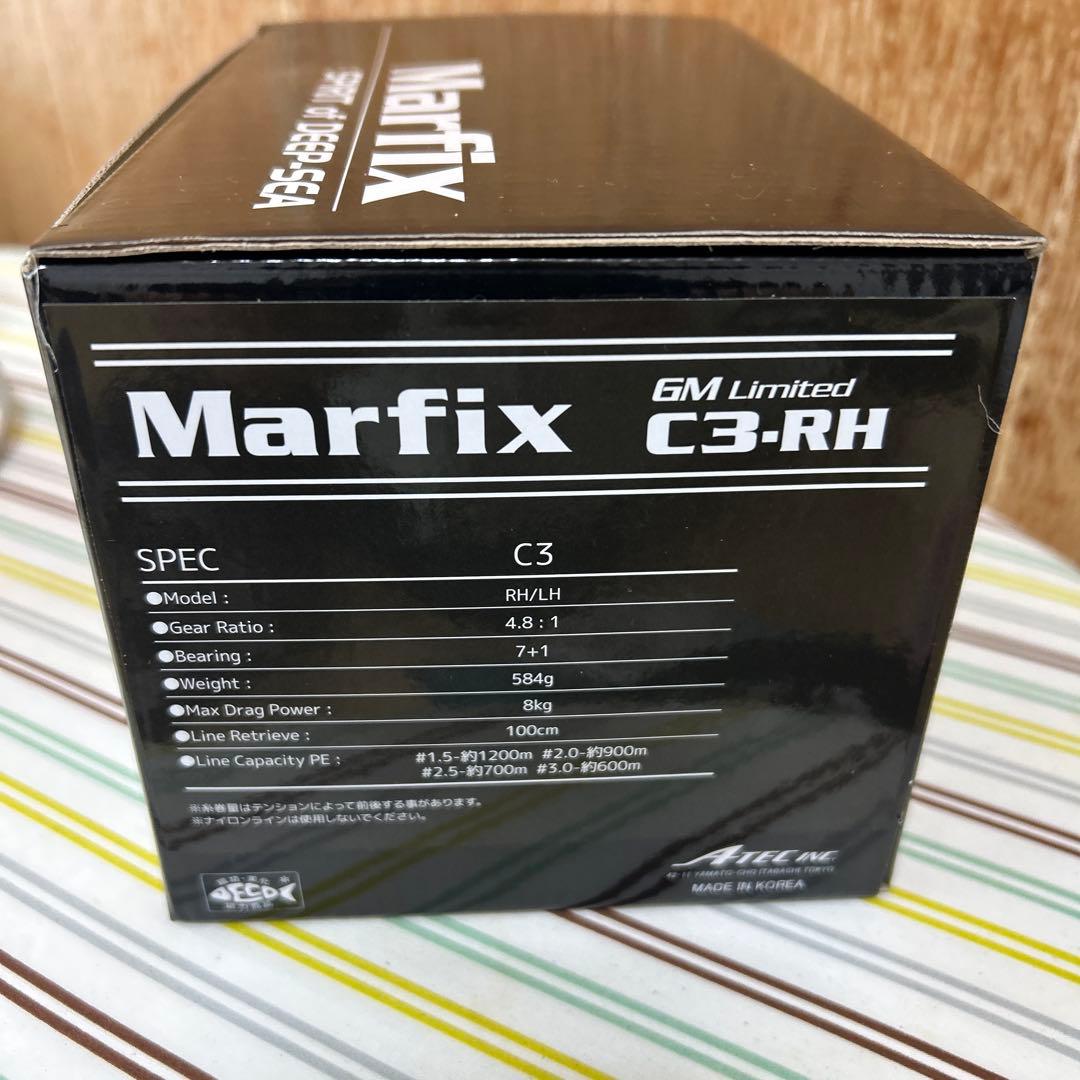 Marfix
SPIRIT of DEEP-SEA
Marfix GM Limited C3-RH
SPEC C3
●Model : RH/LH
●Gear Ratio : 4.8 : 1
●Bearing : 7+1
●Weight : 584g
●Max Drag Power : 8kg
●Line Retrieve : 100cm
●Line Capacity PE : #1.5-約1200m #2.0-約900m
#2.5-約700m #3.0-約600m
※糸巻量はテンションによって前後する事があります。
※ナイロンラインは使用しないでください。
ATEC INC.
YAMATO-CHO ITABASHI TOKYO
MADE IN KOREA